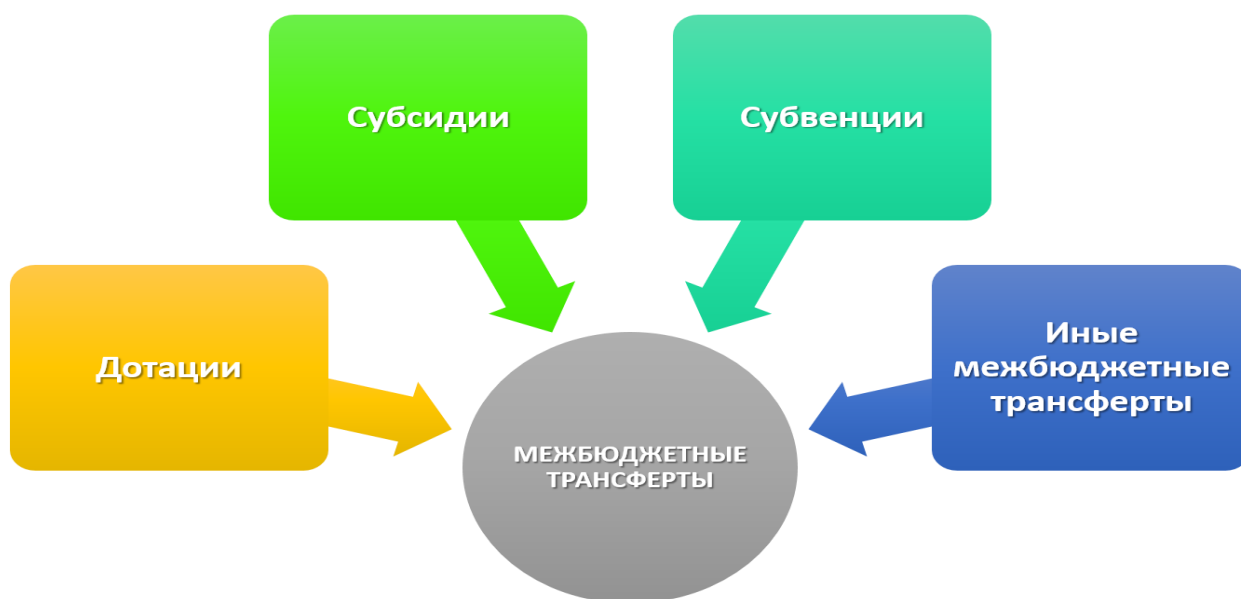 Субсидии
Субвенции
Дотации
Иные
межбюджетные
трансферты
МЕЖБЮДЖЕТНЫЕ
ТРАНСФЕРТЫ